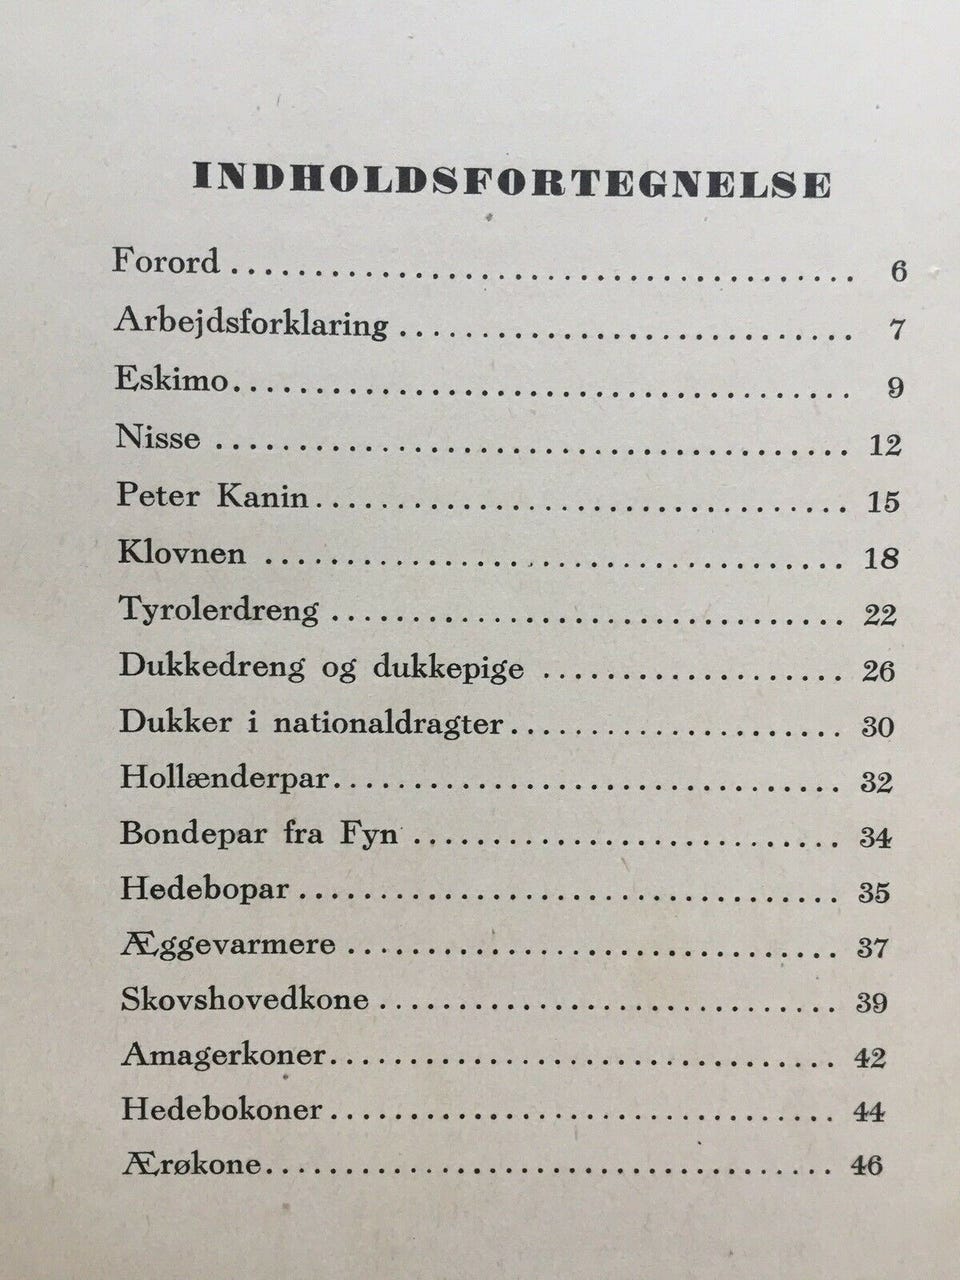 INDHOLDSFORTEGNELSE
Forord ........................................ 6
Arbejdsforklaring ............................. 7
Eskimo ........................................ 9
Nisse ......................................... 12
Peter Kanin ................................... 15
Klovnen ....................................... 18
Tyrolerdreng .................................. 22
Dukkedreng og dukkepige ....................... 26
Dukker i nationaldragter ...................... 30
Hollænderpar .................................. 32
Bondepar fra Fyn .............................. 34
Hedebopar ..................................... 35
Æggevarmere ................................... 37
Skovshovedkone ................................ 39
Amagerkoner ................................... 42
Hedebokoner ................................... 44
Ærøkone ....................................... 46